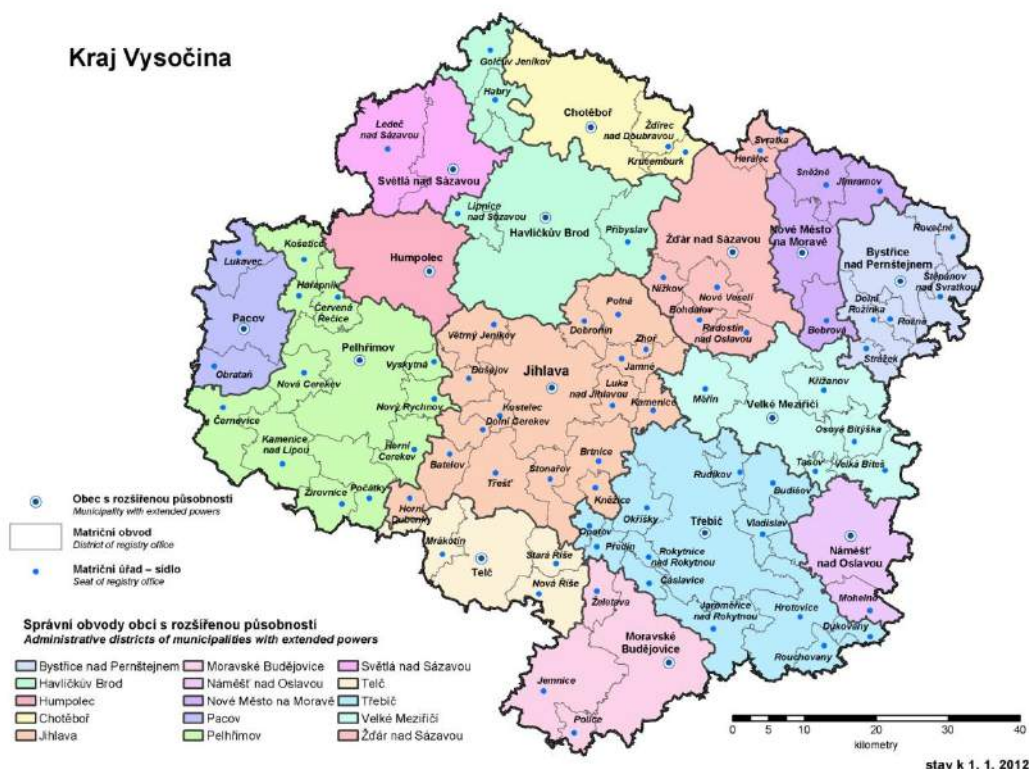 Kraj Vysočina
Golčův Jeníkov
Habry
Chotěboř
Ždírec
nad Doubravou
Krucemburk
Ledeč
nad Sázavou
Světlá nad Sázavou
Svratka
Herálec
Sněžné
Jimramov
Lipnice
nad Sázavou
Havlíčkův Brod
Přibyslav
Žďár nad Sázavou
Nové Město
na Moravě
Rovečné
Bystřice
nad Pernštejnem
Štěpánov
nad Svratkou
Dolní
Rožínka
Rožná
Strážek
Bobrová
Košetice
Lukavec
Hořepník
Červená
Řečice
Humpolec
Pacov
Pelhřimov
Obrataň
Nová Cerekev
Vyskytná
Nový Rychnov
Černovice
Kamenice
nad Lipou
Horní
Cerekev
Žirovnice
Počátky
Nížkov
Nové Veselí
Bohdalov
Radostín
nad Oslavou
Větrný Jeníkov
Dobronín
Polná
Zhoř
Jamné
Jihlava
Dušejov
Luka
nad Jihlavou
Kamenice
Kostelec
Dolní Cerekev
Batelov
Třešť
Stonařov
Brtnice
Kněžice
Horní
Dubenky
Měřín
Křižanov
Velké Meziříčí
Osová Bítýška
Tasov
Velká Bíteš
Rudíkov
Budišov
Okříšky
Třebíč
Vladislav
Opatov
Předín
Rokytnice
nad Rokytnou
Čáslavice
Jaroměřice
nad Rokytnou
Hrotovice
Dukovany
Rouchovany
Náměšť
nad Oslavou
Mohelno
Mrákotín
Telč
Stará Říše
Nová Říše
Želetava
Moravské
Budějovice
Jemnice
Police
Obec s rozšířenou působností
Municipality with extended powers
Matriční obvod
District of registry office
Matriční úřad – sídlo
Seat of registry office
Správní obvody obcí s rozšířenou působností
Administrative districts of municipalities with extended powers
Bystřice nad Pernštejnem
Havlíčkův Brod
Humpolec
Chotěboř
Jihlava
Moravské Budějovice
Náměšť nad Oslavou
Nové Město na Moravě
Pacov
Pelhřimov
Světlá nad Sázavou
Telč
Třebíč
Velké Meziříčí
Žďár nad Sázavou
0 5 10 20 30 40
kilometry
stav k 1. 1. 2012